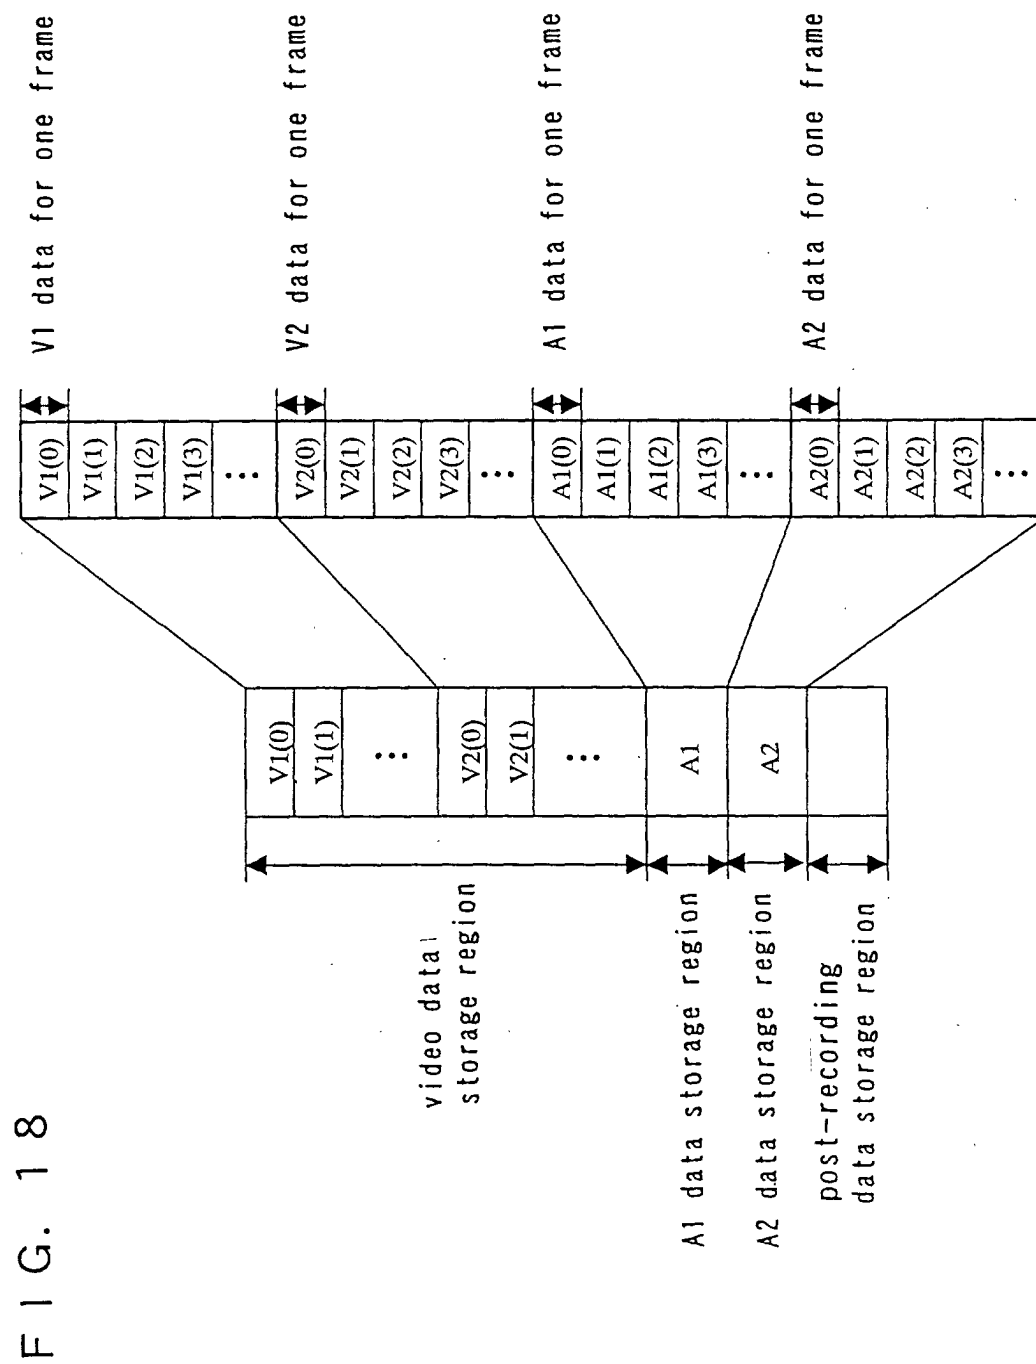 FIG. 18
video data
storage region
A1 data storage region
A2 data storage region
post-recording
data storage region
V1(0)
V1(1)
...
V2(0)
V2(1)
...
A1
A2
V1(0)
V1(1)
V1(2)
V1(3)
...
V2(0)
V2(1)
V2(2)
V2(3)
...
A1(0)
A1(1)
A1(2)
A1(3)
...
A2(0)
A2(1)
A2(2)
A2(3)
...
V1 data for one frame
V2 data for one frame
A1 data for one frame
A2 data for one frame